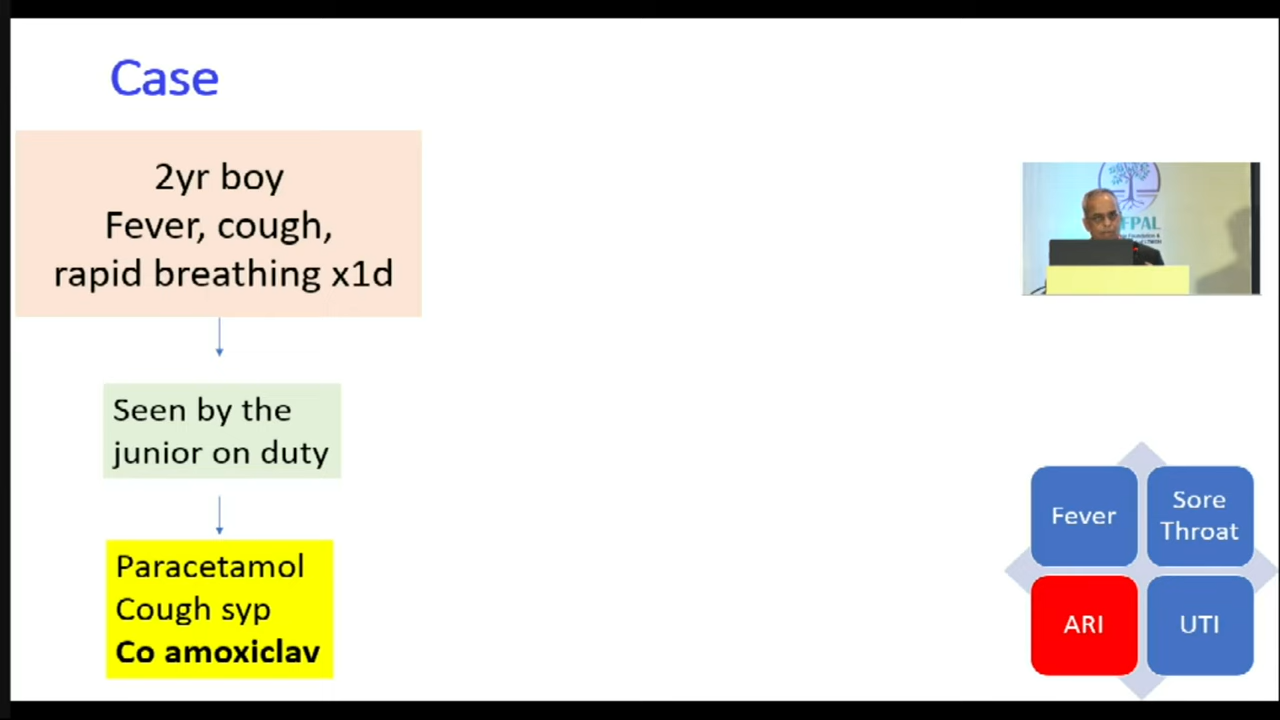 Case
2yr boy
Fever, cough,
rapid breathing x1d
Seen by the
junior on duty
Paracetamol
Cough syp
Co amoxiclav
FPAL
Fever
Sore
Throat
ARI
UTI